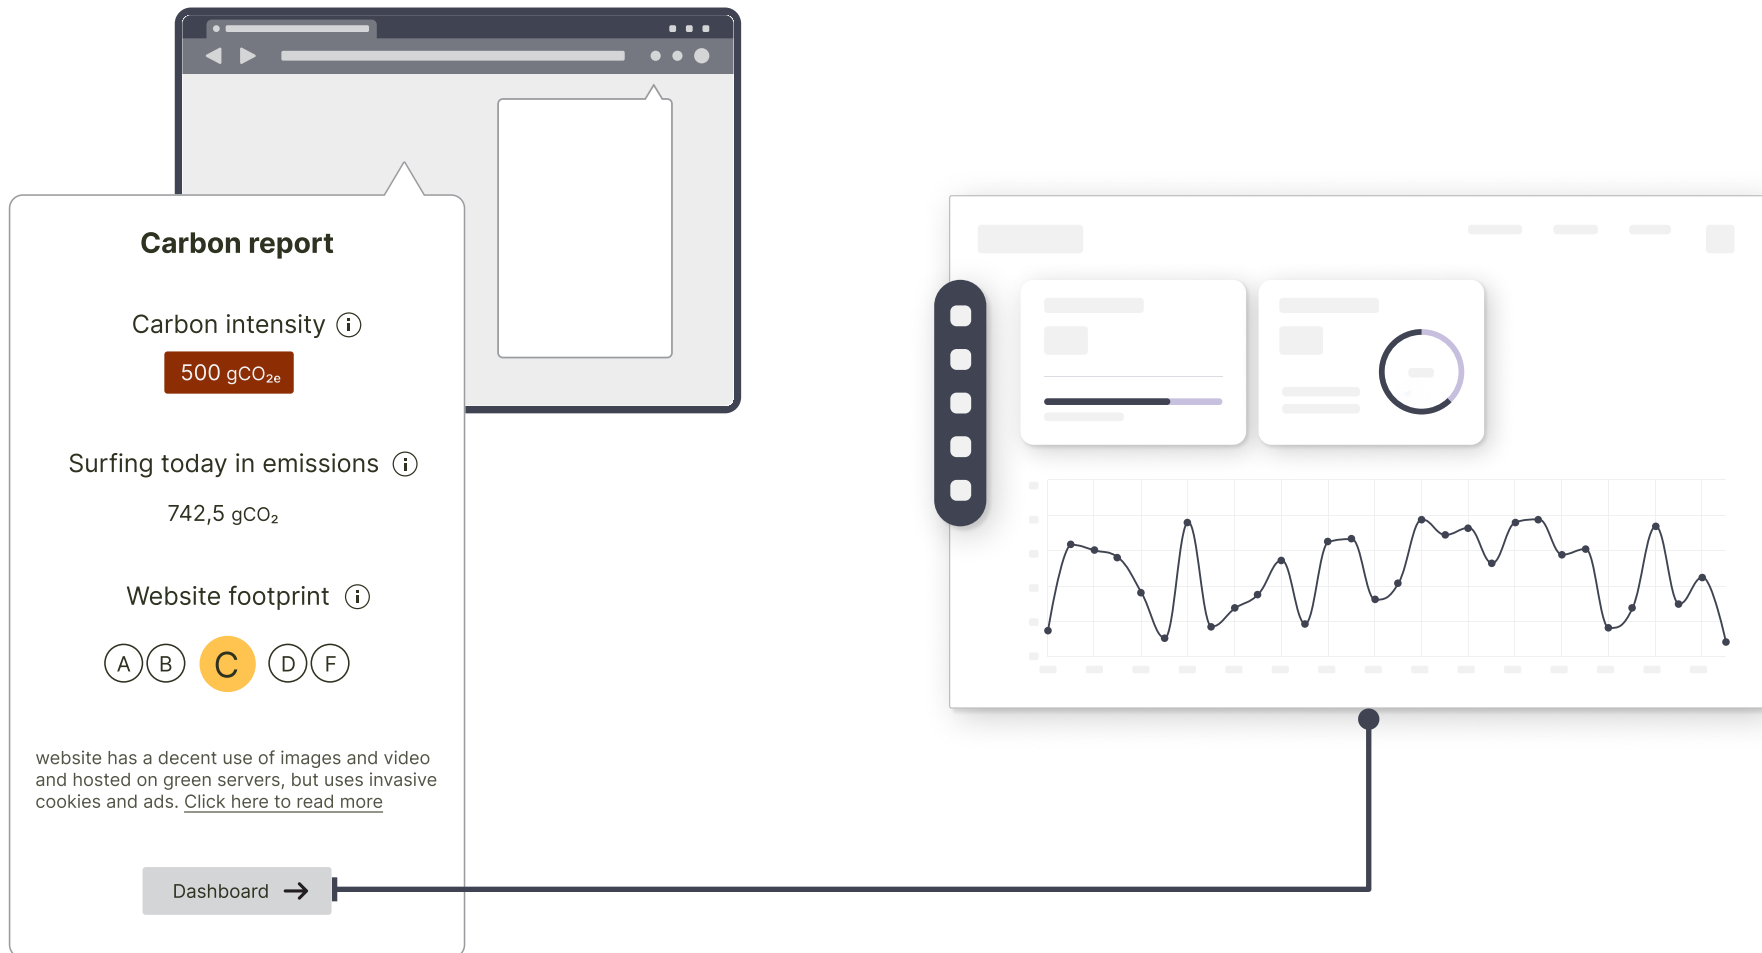 Carbon report
Carbon intensity
500 gCO₂e
Surfing today in emissions
742,5 gCO₂
Website footprint
A B C D F
website has a decent use of images and video
and hosted on green servers, but uses invasive
cookies and ads. Click here to read more
Dashboard →